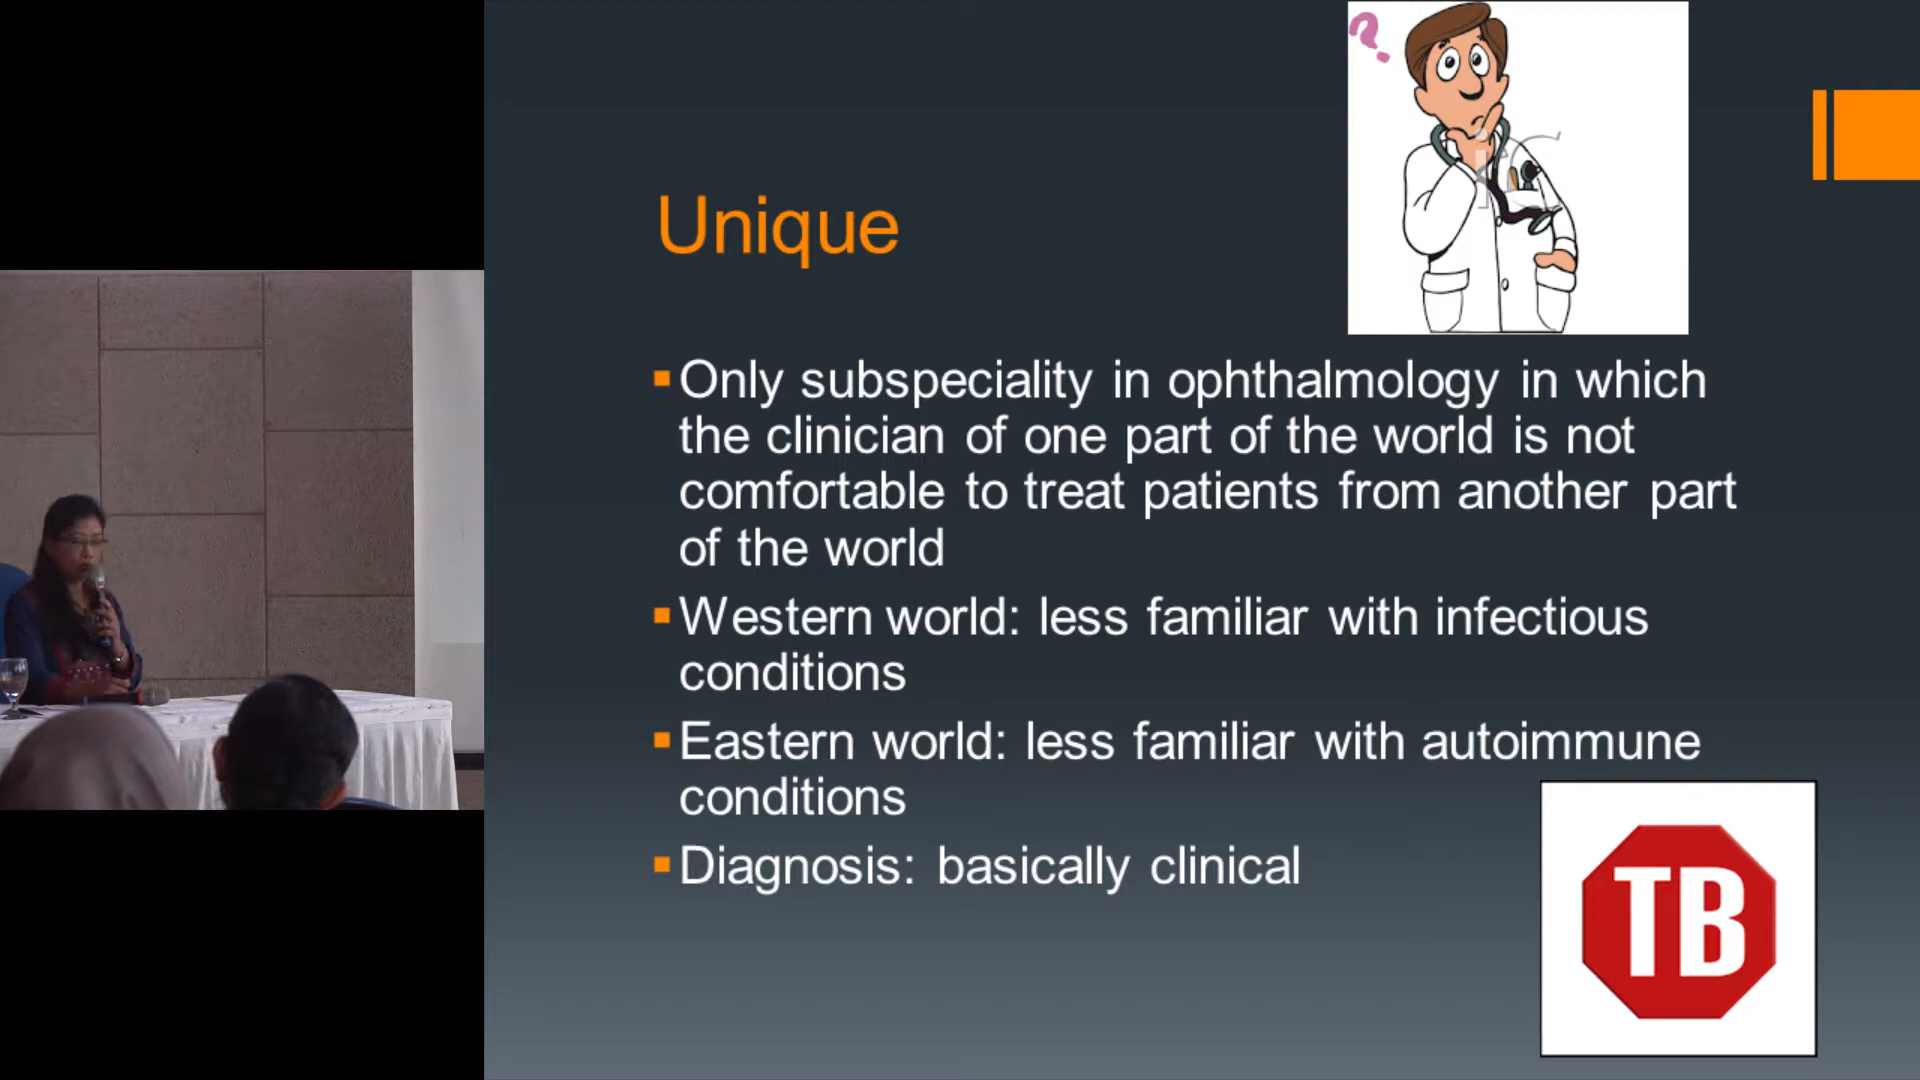 Unique
Only subspeciality in ophthalmology in which
the clinician of one part of the world is not
comfortable to treat patients from another part
of the world
Western world: less familiar with infectious
conditions
Eastern world: less familiar with autoimmune
conditions
Diagnosis: basically clinical
TB